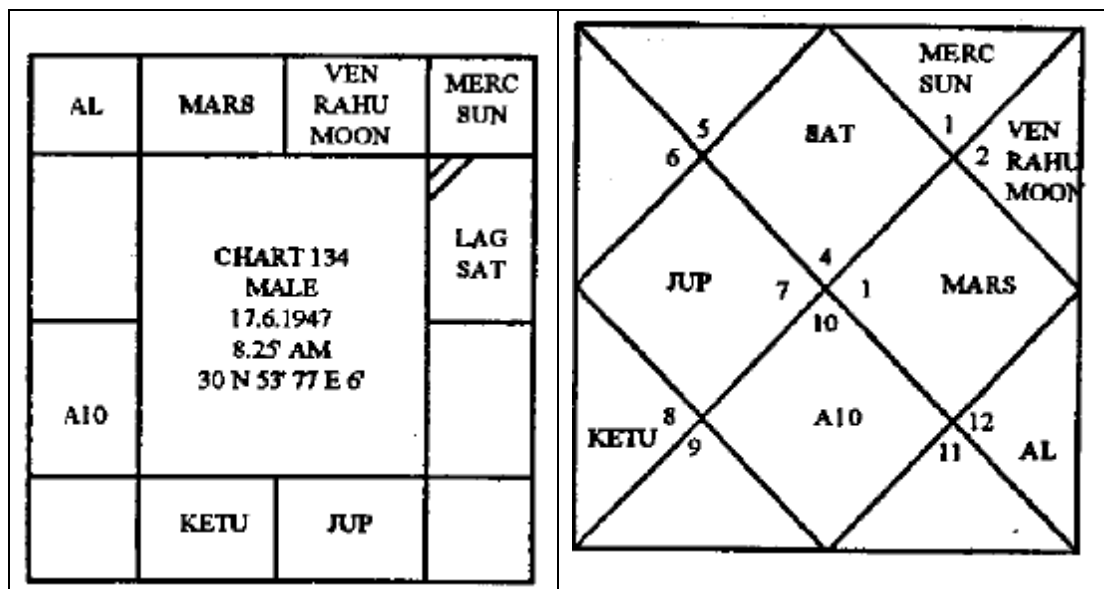 AL
MARS
VEN
RAHU
MOON
MERC
SUN
CHART 134
MALE
17.6.1947
8.25' AM
30 N 53' 77 E 6'
LAG
SAT
A10
KETU
JUP
MERC
SUN
SAT
5
6
1
2
VEN
RAHU
MOON
JUP
4
7
1
10
MARS
KETU
8
9
A10
12
11
AL